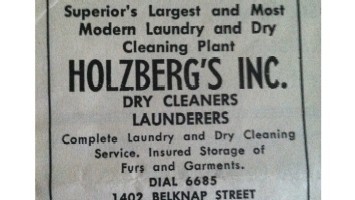 Superior's Largest and Most
Modern Laundry and Dry
Cleaning Plant
HOLZBERG'S INC.
DRY CLEANERS
LAUNDERERS
Complete Laundry and Dry Cleaning
Service. Insured Storage of
Furs and Garments.
DIAL 6685
1402 BELKNAP STREET